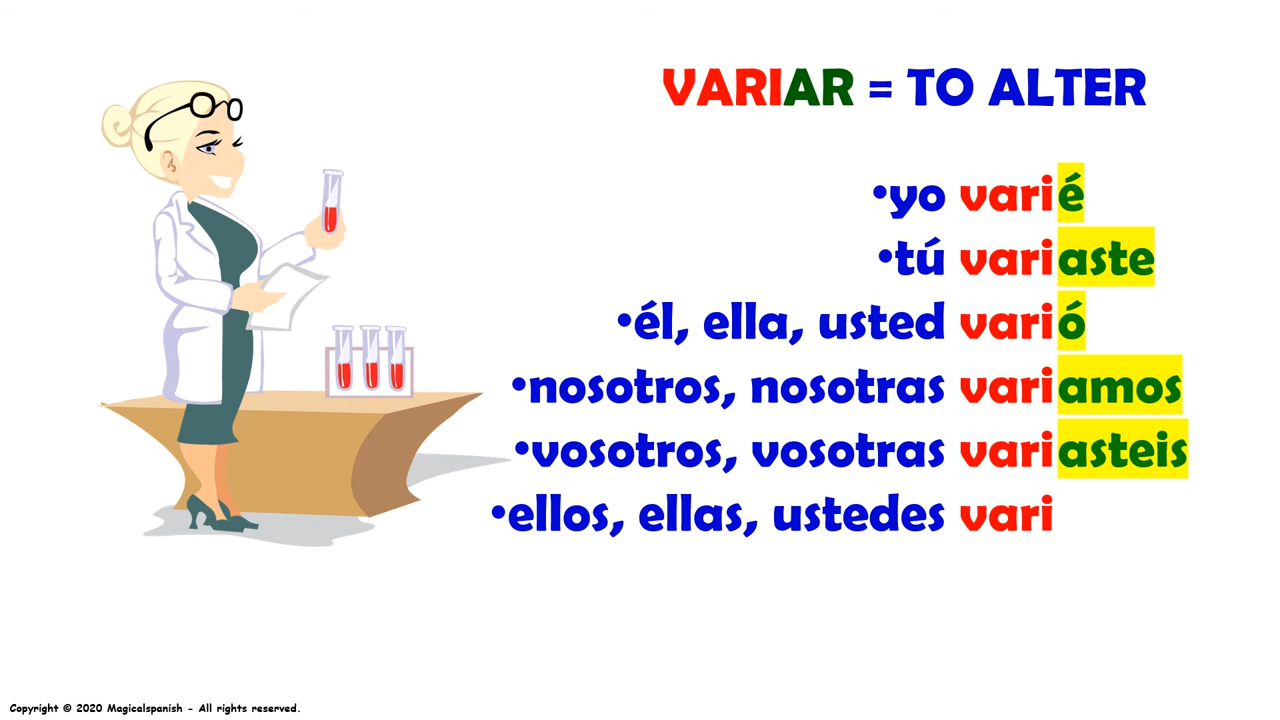 VARIAR = TO ALTER
•yo varié
•tú variaste
•él, ella, usted varió
•nosotros, nosotras variamos
•vosotros, vosotras variasteis
•ellos, ellas, ustedes vari
Copyright © 2020 Magicalspanish - All rights reserved.